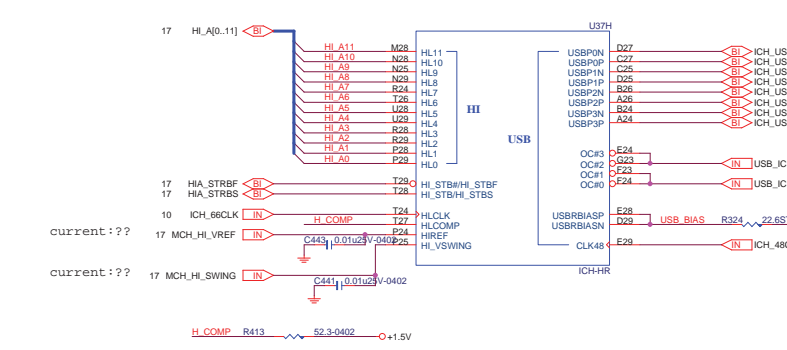 U37H
17 HI_A[0..11] BI
HI_A11 M28 HL11 USBP0N D27 BI ICH_US
HI_A10 N28 HL10 USBP0P C27 BI ICH_US
HI_A9 N25 HL9 USBP1N C25 BI ICH_US
HI_A8 N29 HL8 USBP1P D25 BI ICH_US
HI_A7 R24 HL7 USBP2N B26 BI ICH_US
HI_A6 T26 HL6 USBP2P A26 BI ICH_US
HI_A5 U28 HL5 USBP3N B24 BI ICH_US
HI_A4 U29 HL4 USBP3P A24 BI ICH_US
HI_A3 R28 HL3
HI_A2 R29 HL2
HI_A1 P28 HL1
HI_A0 P29 HL0
HI
USB
OC#3 E24
OC#2 G23 IN USB_IC
OC#1 F23
OC#0 F24 IN USB_IC
17 HIA_STRBF BI T29 HI_STB#/HI_STBF
17 HIA_STRBS BI T28 HI_STB/HI_STBS
10 ICH_66CLK IN T24 HLCLK USBRBIASP E28
H_COMP T27 HLCOMP USBRBIASN D29 USB_BIAS R324 22.6S
current:?? 17 MCH_HI_VREF IN P24 HIREF
C443 0.01u25V-0402 P25 HI_VSWING CLK48 E29 IN ICH_48
ICH-HR
current:?? 17 MCH_HI_SWING IN
C441 0.01u25V-0402
H_COMP R413 52.3-0402 +1.5V